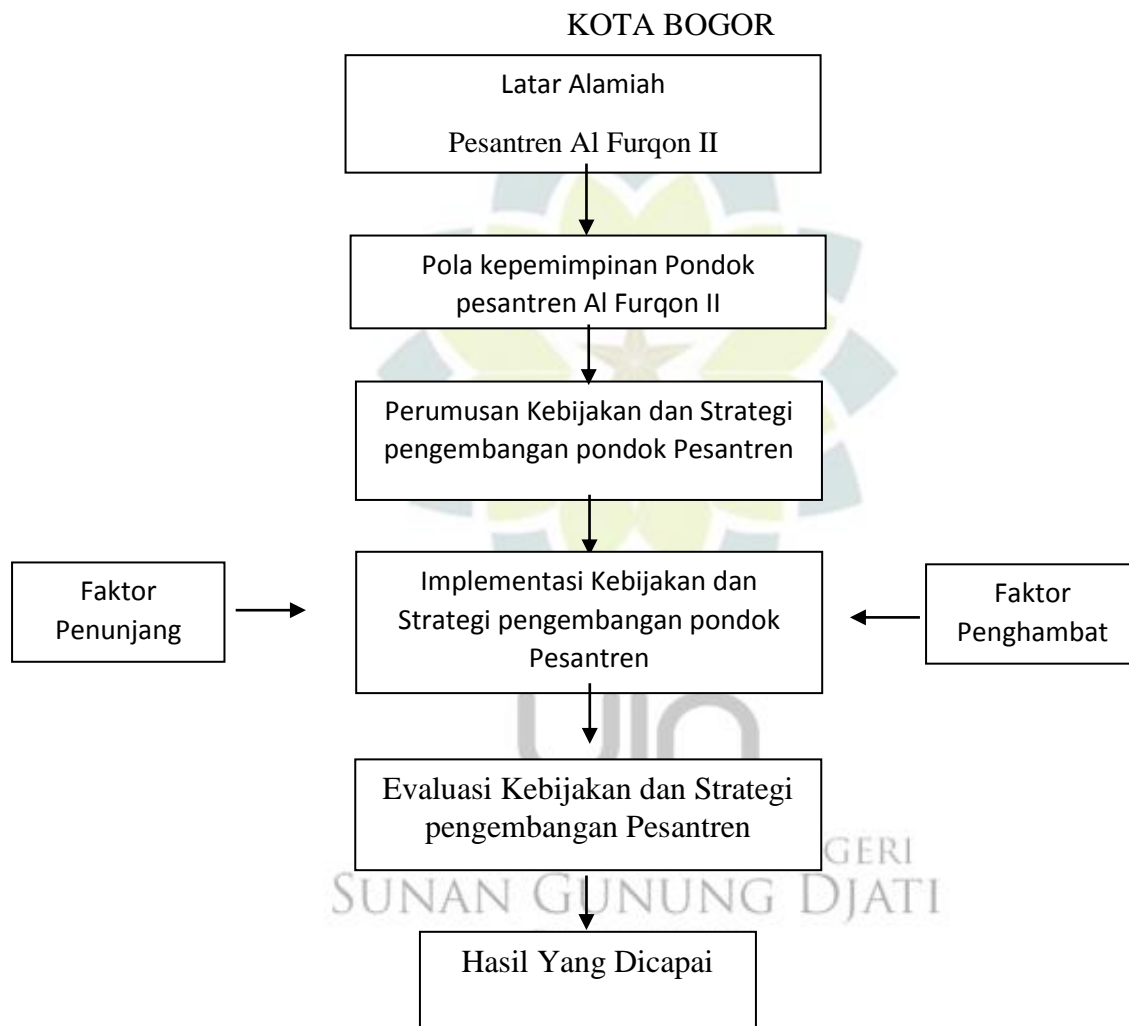 KOTA BOGOR
Latar Alamiah
Pesantren Al Furqon II
Pola kepemimpinan Pondok
pesantren Al Furqon II
Perumusan Kebijakan dan Strategi
pengembangan pondok Pesantren
Faktor
Penunjang
Implementasi Kebijakan dan
Strategi pengembangan pondok
Pesantren
Faktor
Penghambat
uin
Evaluasi Kebijakan dan Strategi
pengembangan Pesantren
GERI
SUNAN GUNUNG DJATI
Hasil Yang Dicapai